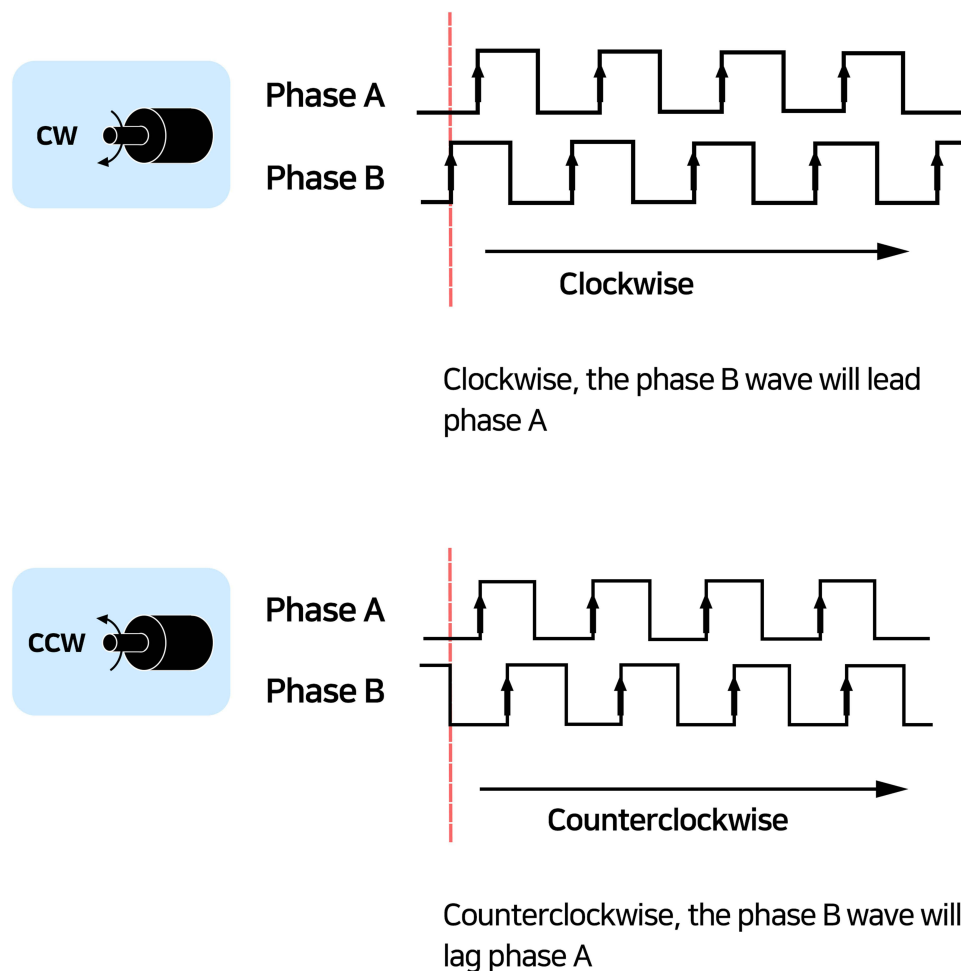 Phase A
CW
Phase B
Clockwise
Clockwise, the phase B wave will lead
phase A
Phase A
CCW
Phase B
Counterclockwise
Counterclockwise, the phase B wave will
lag phase A